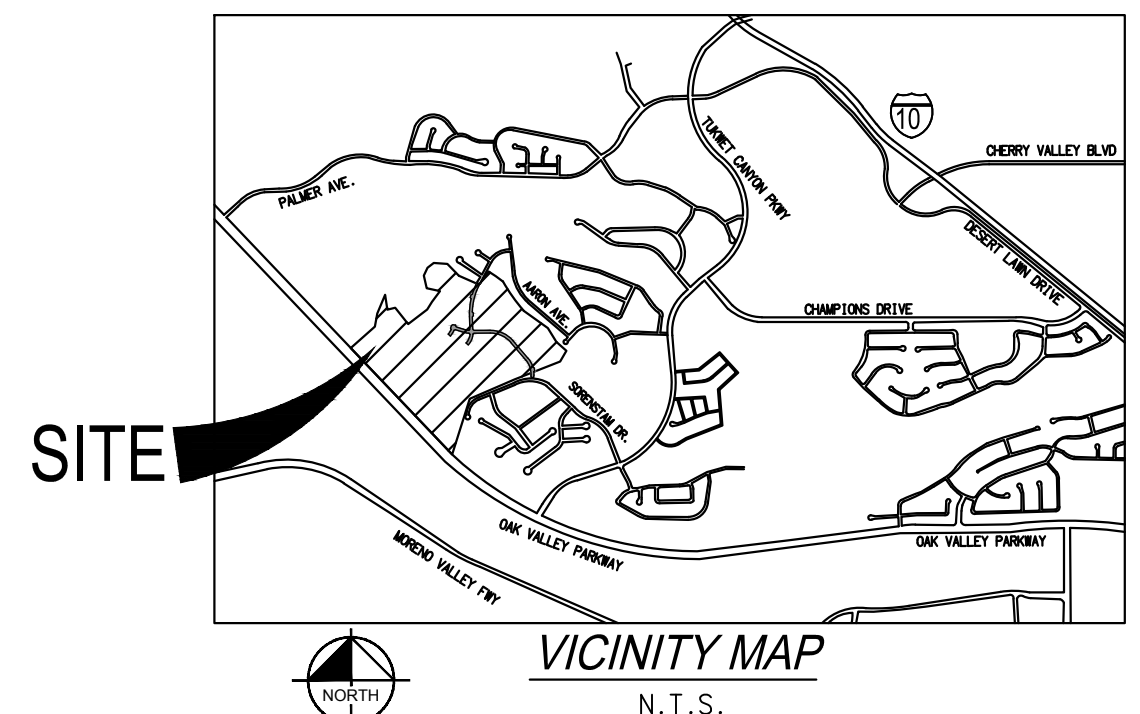 10
CHERRY VALLEY BLVD
TUKWET CANYON PKWY
PALMER AVE.
DESERT LAWN DRIVE
AARON AVE.
CHAMPIONS DRIVE
SORENSTAM DR.
SITE
OAK VALLEY PARKWAY
OAK VALLEY PARKWAY
MORENO VALLEY FWY
NORTH
VICINITY MAP
N.T.S.